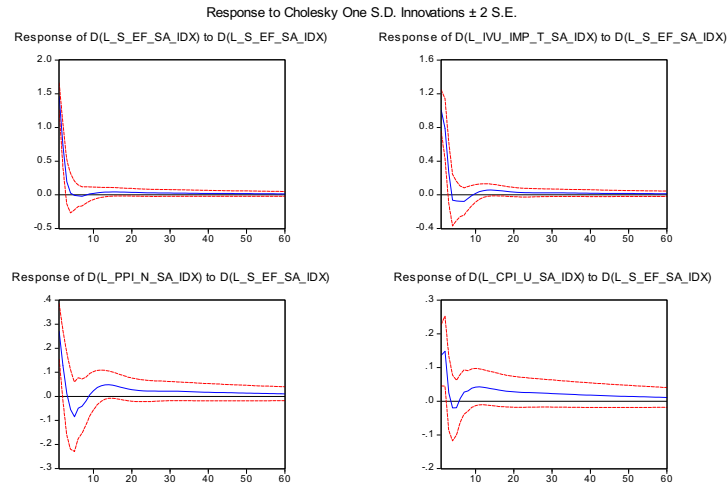 Response to Cholesky One S.D. Innovations ± 2 S.E.
Response of D(L_S_EF_SA_IDX) to D(L_S_EF_SA_IDX)
2.0
1.5
1.0
0.5
0.0
-0.5
10 20 30 40 50 60
Response of D(L_IVU_IMP_T_SA_IDX) to D(L_S_EF_SA_IDX)
1.6
1.2
0.8
0.4
0.0
-0.4
10 20 30 40 50 60
Response of D(L_PPI_N_SA_IDX) to D(L_S_EF_SA_IDX)
.4
.3
.2
.1
.0
.1
.2
-.3
10 20 30 40 50 60
Response of D(L_CPI_U_SA_IDX) to D(L_S_EF_SA_IDX)
.3
.2
.1
.0
.1
-.2
10 20 30 40 50 60